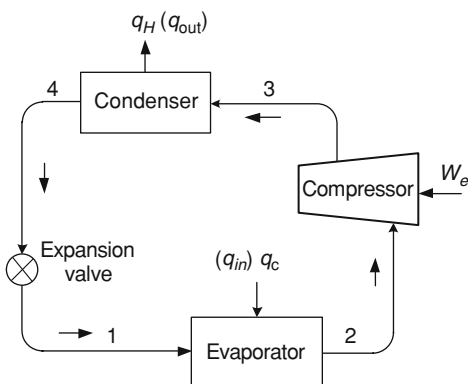 q_H (q_out)
4
Condenser
3
Compressor
W_e
Expansion
valve
(q_in) q_c
1
Evaporator
2